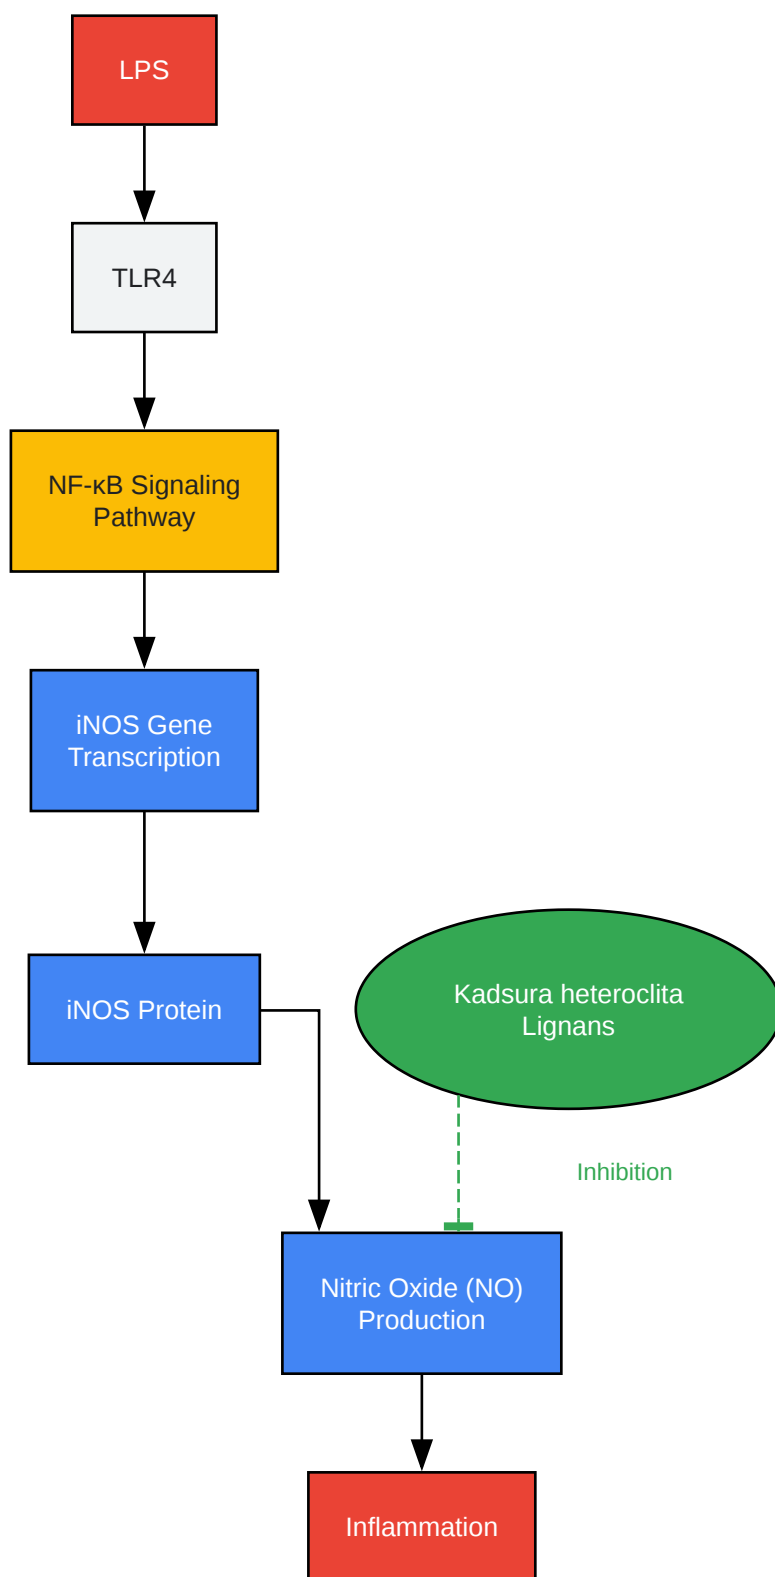 LPS
TLR4
NF-κB Signaling
Pathway
iNOS Gene
Transcription
iNOS Protein
Kadsura heteroclita
Lignans
Inhibition
Nitric Oxide (NO)
Production
Inflammation